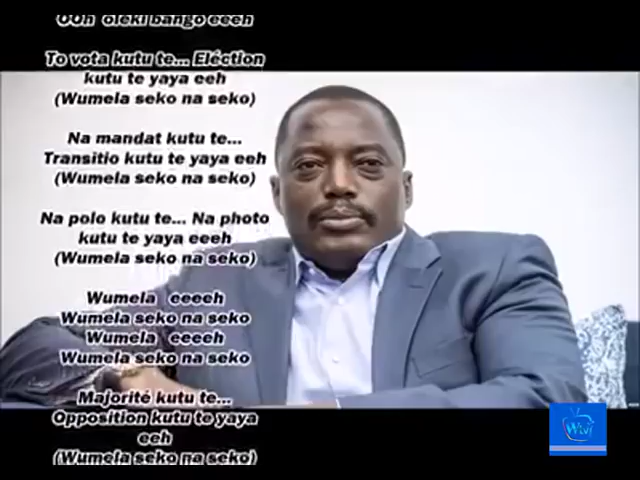 OOh oleki bango eeeh
To vota kutu te... Eléction
kutu te yaya eeh
(Wumela seko na seko)
Na mandat kutu te...
Transitio kutu te yaya eeh
(Wumela seko na seko)
Na polo kutu te... Na photo
kutu te yaya eeeh
(Wumela seko na seko)
Wumela eeeeh
Wumela seko na seko
Wumela eeeeh
Wumela seko na seko
Majorité kutu te...
Opposition kutu te yaya
eeh
(Wumela seko na seko)